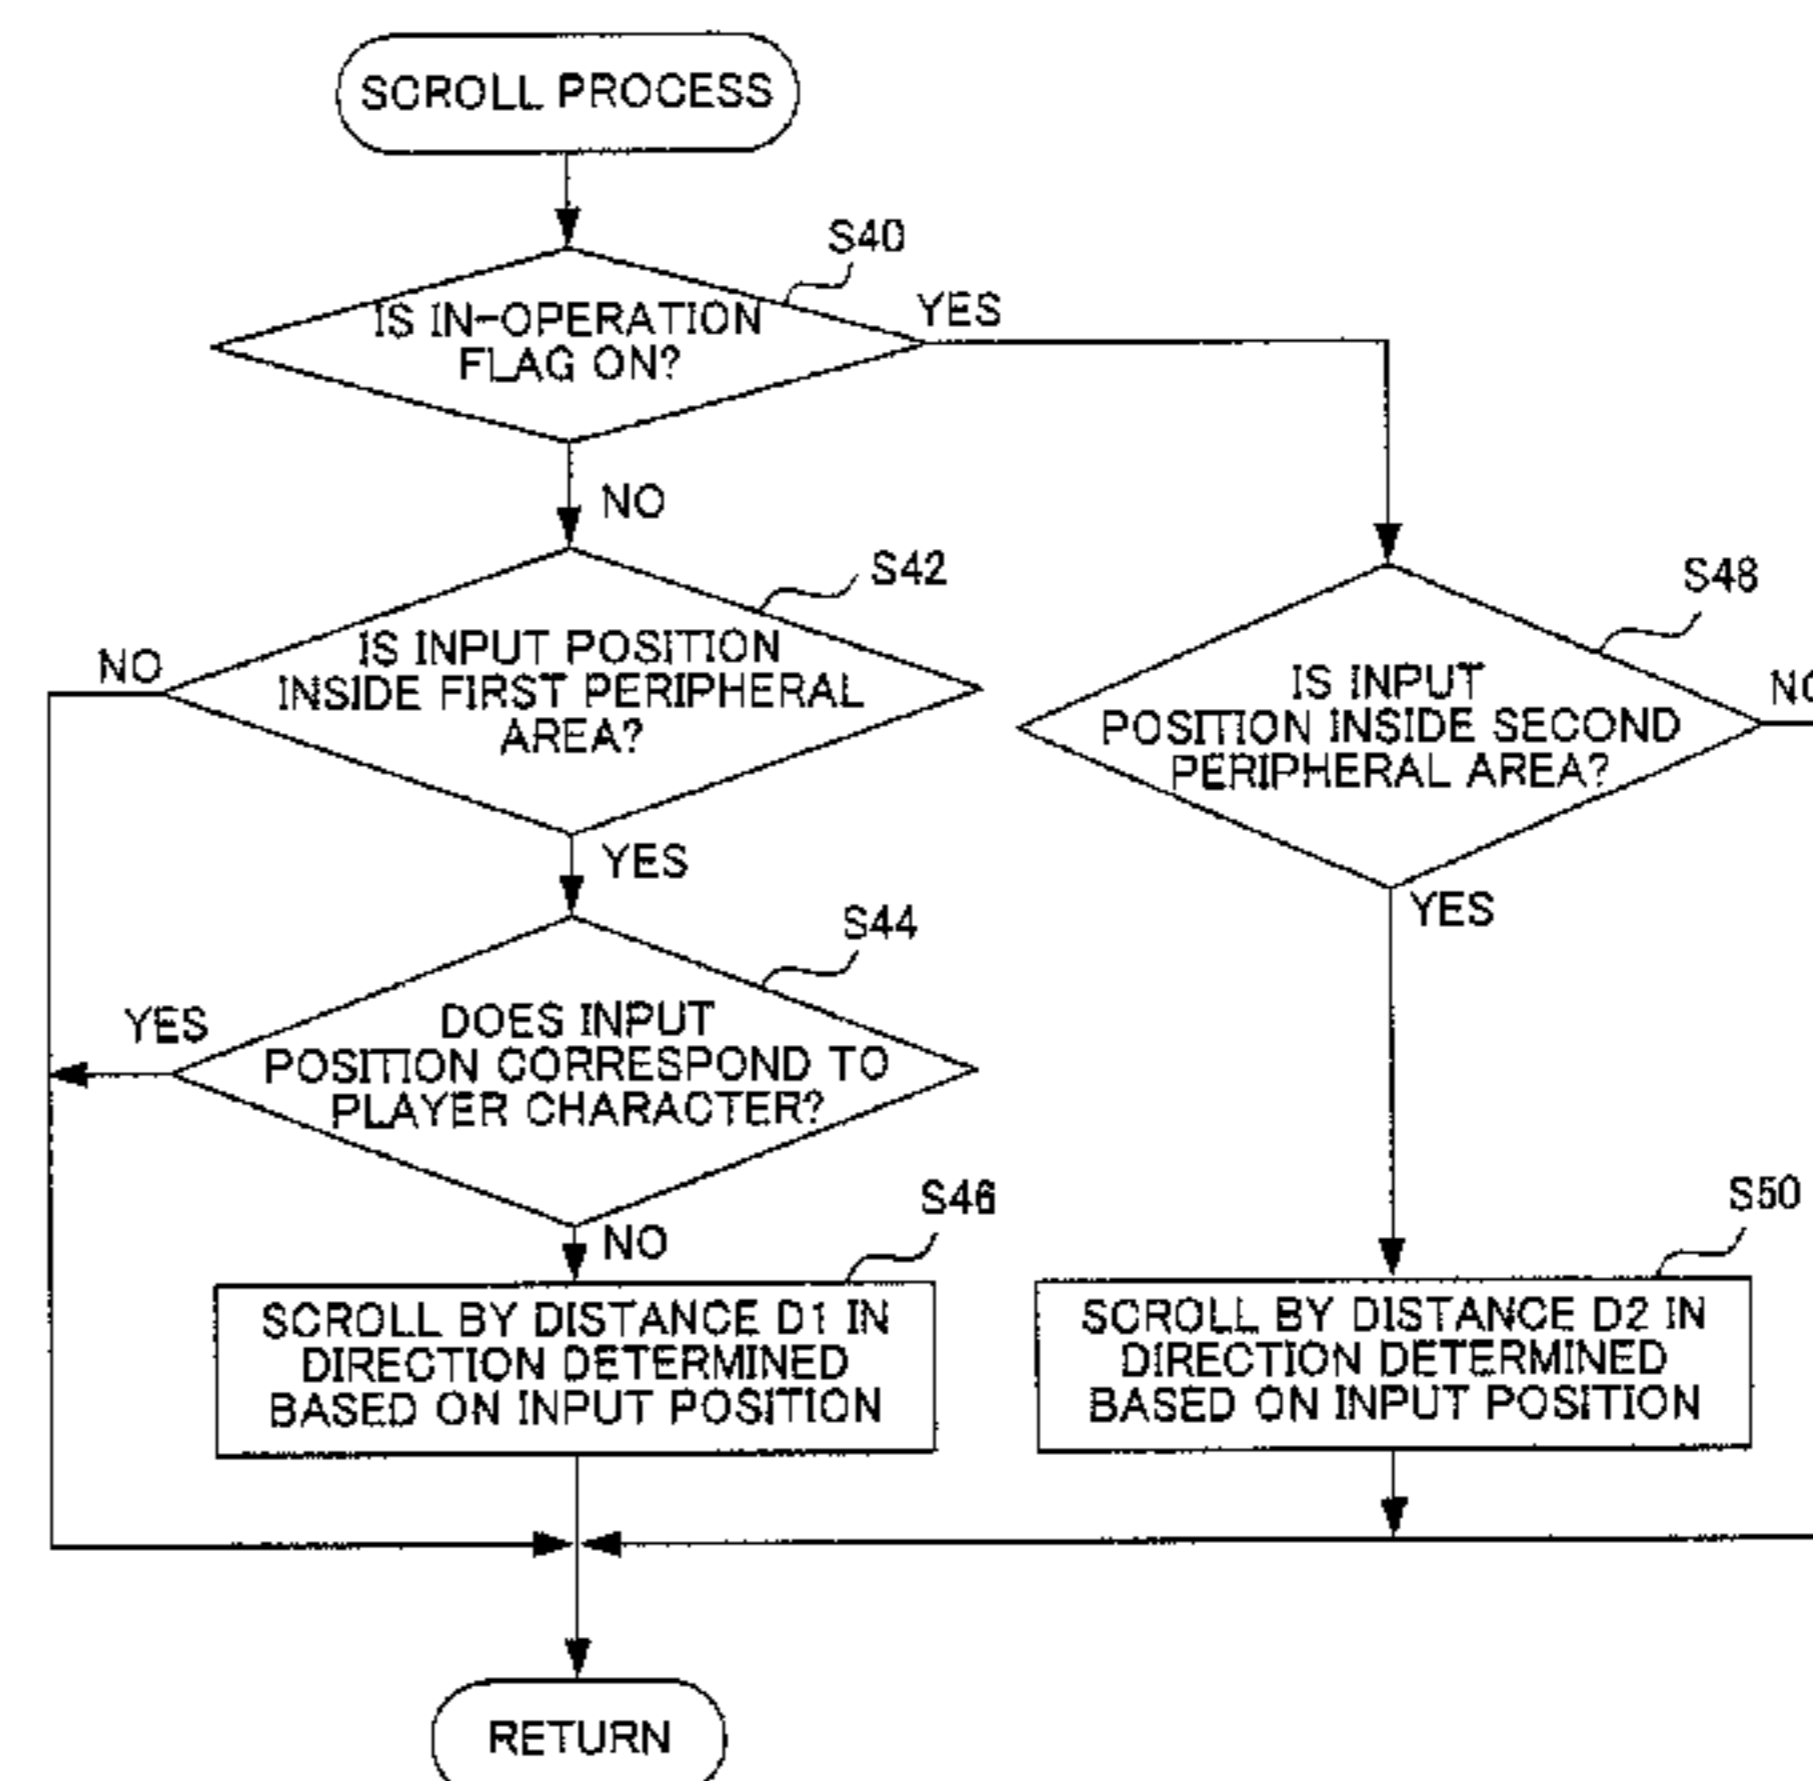 SCROLL PROCESS
S40
IS IN-OPERATION
FLAG ON?
YES
NO
S42
IS INPUT POSITION
INSIDE FIRST PERIPHERAL
AREA?
NO
YES
S48
IS INPUT
POSITION INSIDE SECOND
PERIPHERAL AREA?
NO
YES
S44
DOES INPUT
POSITION CORRESPOND TO
PLAYER CHARACTER?
YES
NO
S46
SCROLL BY DISTANCE D1 IN
DIRECTION DETERMINED
BASED ON INPUT POSITION
S50
SCROLL BY DISTANCE D2 IN
DIRECTION DETERMINED
BASED ON INPUT POSITION
RETURN